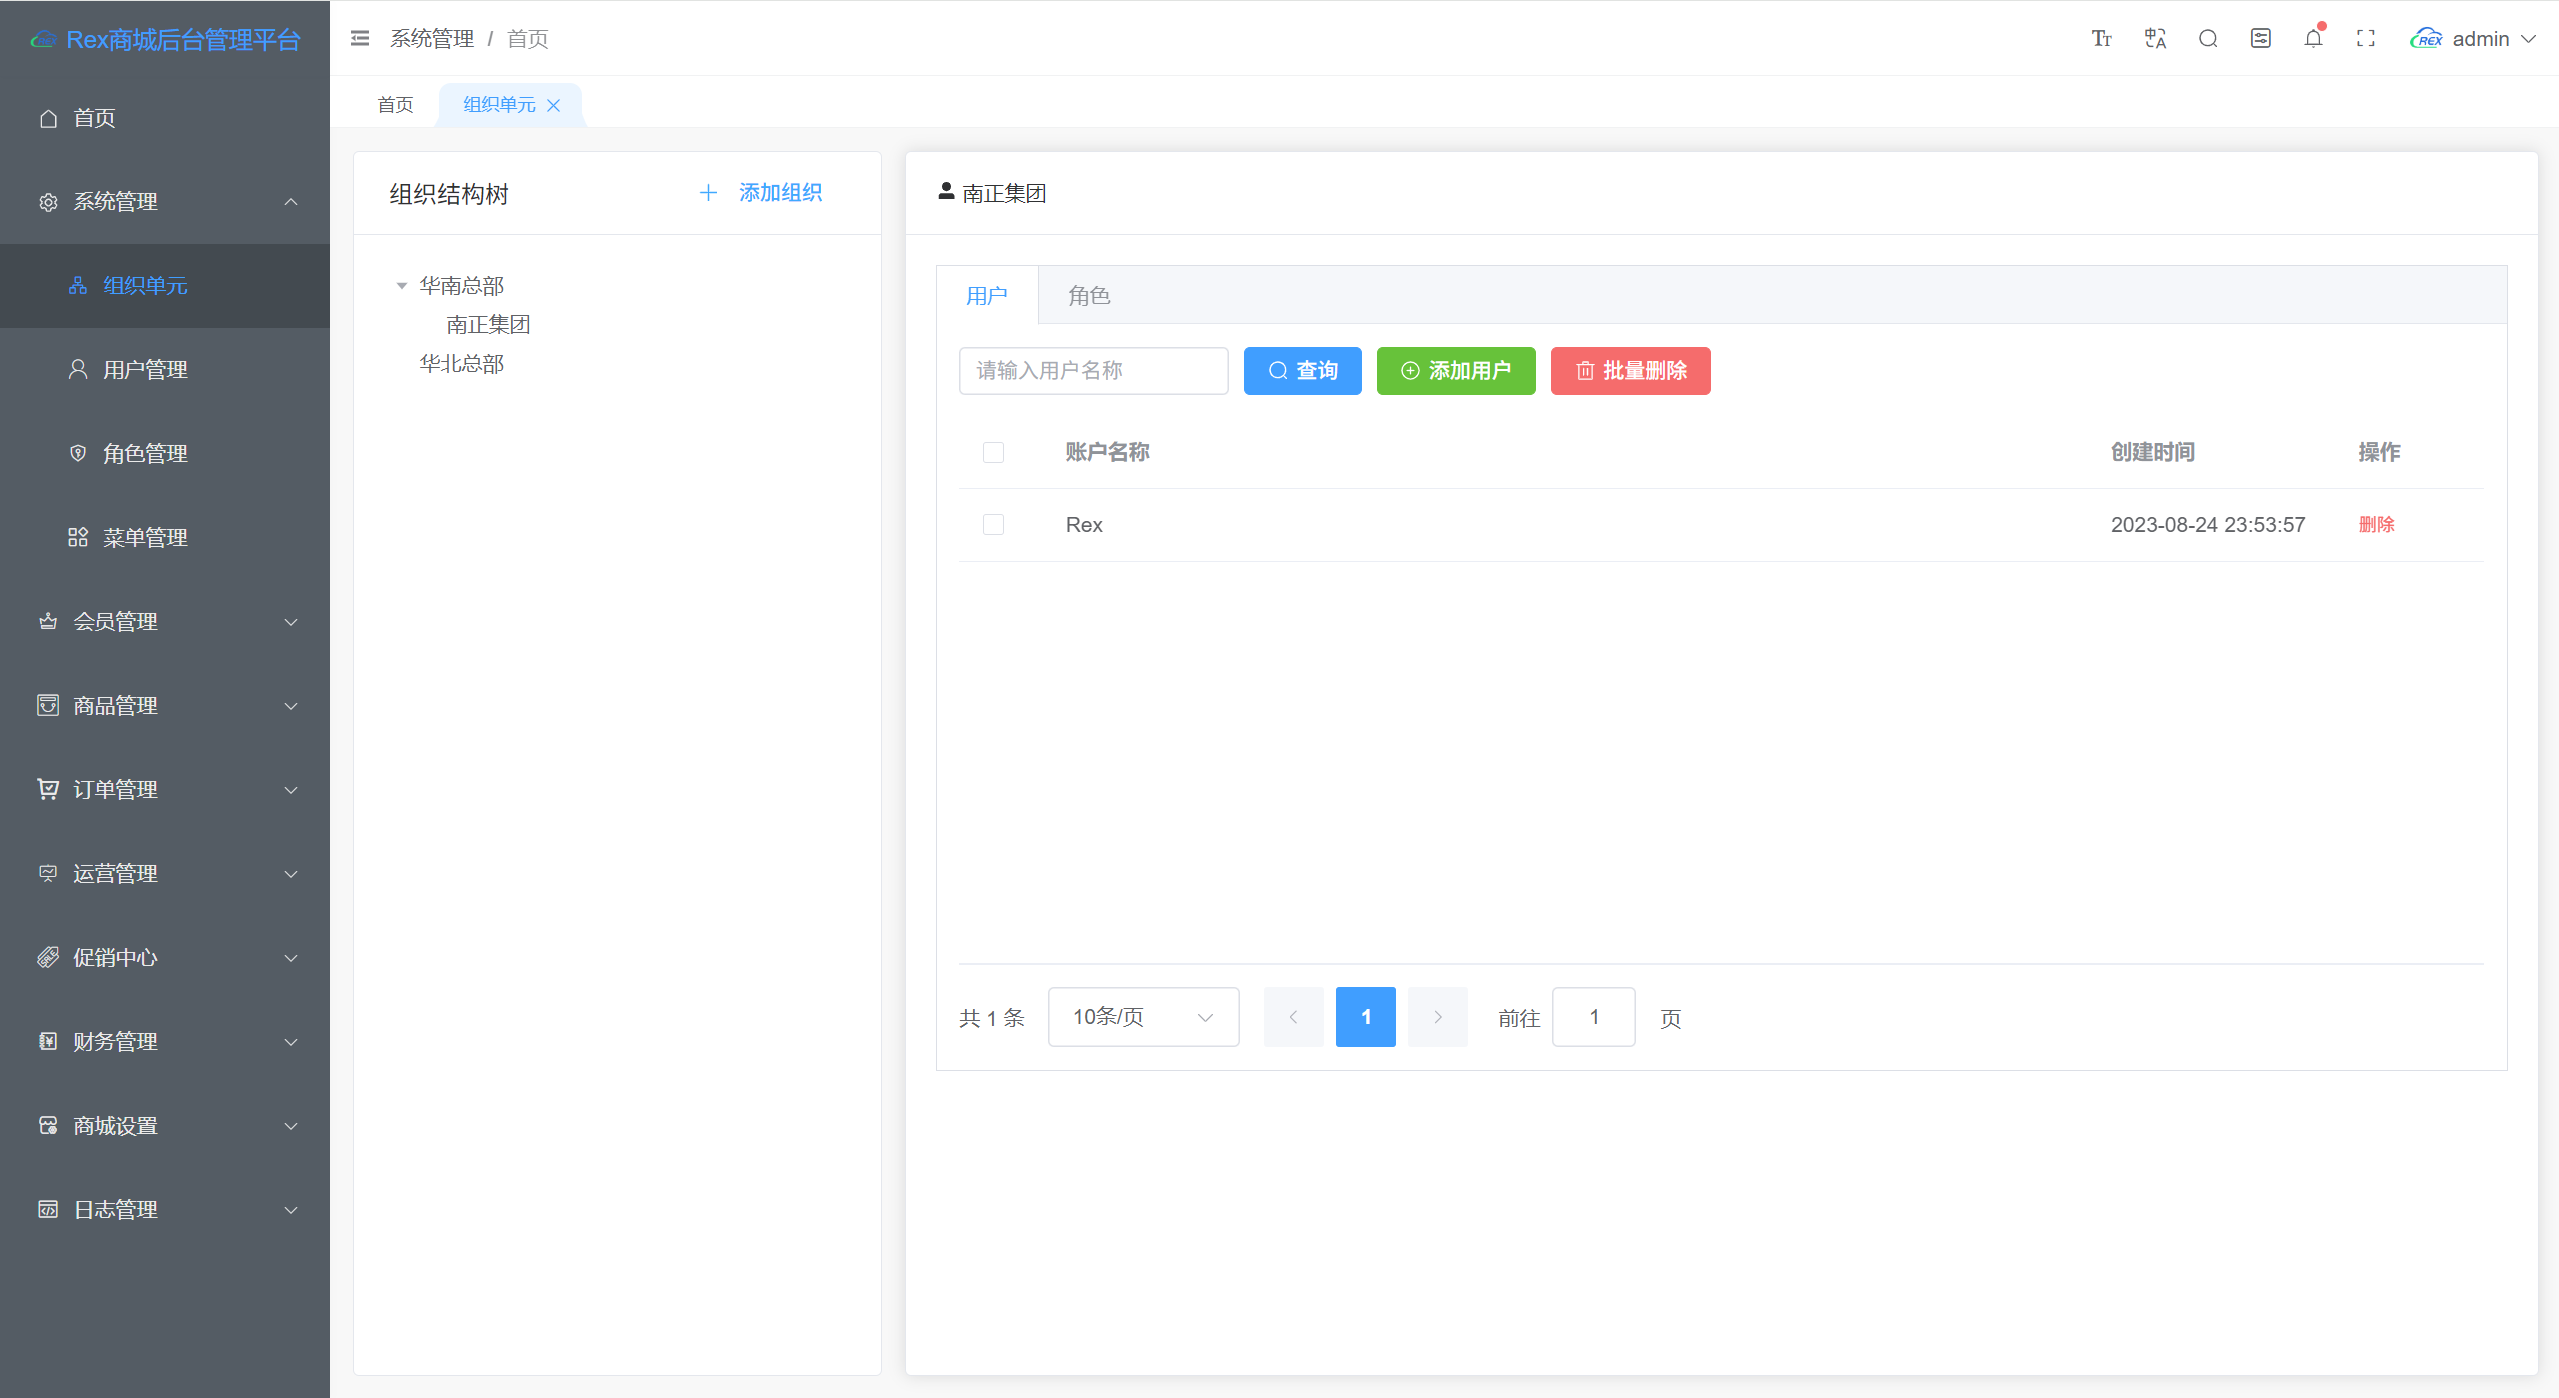 Rex商城后台管理平台
首页
系统管理
组织单元
用户管理
角色管理
菜单管理
会员管理
商品管理
订单管理
运营管理
促销中心
财务管理
商城设置
日志管理
系统管理 / 首页
REX admin
首页 组织单元
组织结构树 添加组织
华南总部
南正集团
华北总部
南正集团
用户 角色
请输入用户名称 查询 添加用户 批量删除
账户名称 创建时间 操作
Rex 2023-08-24 23:53:57 删除
共 1 条 10条/页 1 前往 1 页